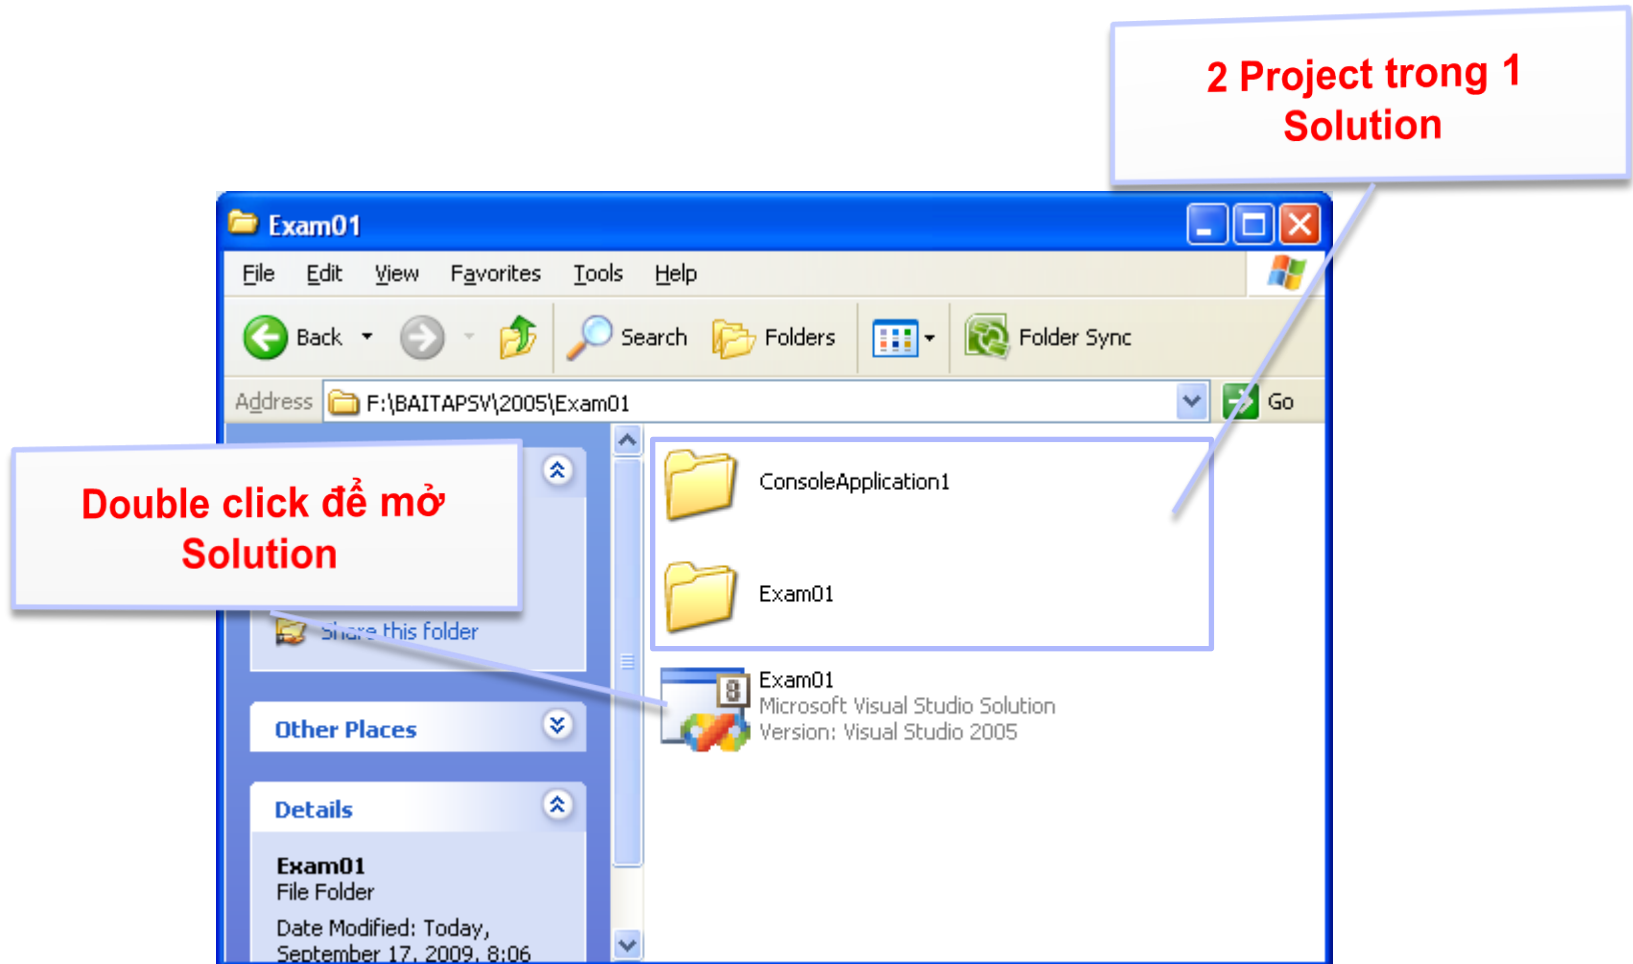 2 Project trong 1
Solution
Exam01
File Edit View Favorites Tools Help
Back Search Folders Folder Sync
Address F:\BAITAPSV\2005\Exam01 Go
Double click để mở
Solution
ConsoleApplication1
Exam01
Share this folder
Exam01
Microsoft Visual Studio Solution
Version: Visual Studio 2005
8
Other Places
Details
Exam01
File Folder
Date Modified: Today,
September 17, 2009, 8:06